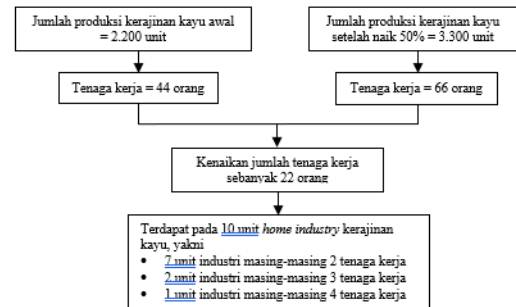 Jumlah produksi kerajinan kayu awal
= 2.200 unit
Jumlah produksi kerajinan kayu
setelah naik 50% = 3.300 unit
Tenaga kerja = 44 orang
Tenaga kerja = 66 orang
Kenaikan jumlah tenaga kerja
sebanyak 22 orang
Terdapat pada 10 unit home industry kerajinan
kayu, yakni
• 7 unit industri masing-masing 2 tenaga kerja
• 2 unit industri masing-masing 3 tenaga kerja
• 1 unit industri masing-masing 4 tenaga kerja